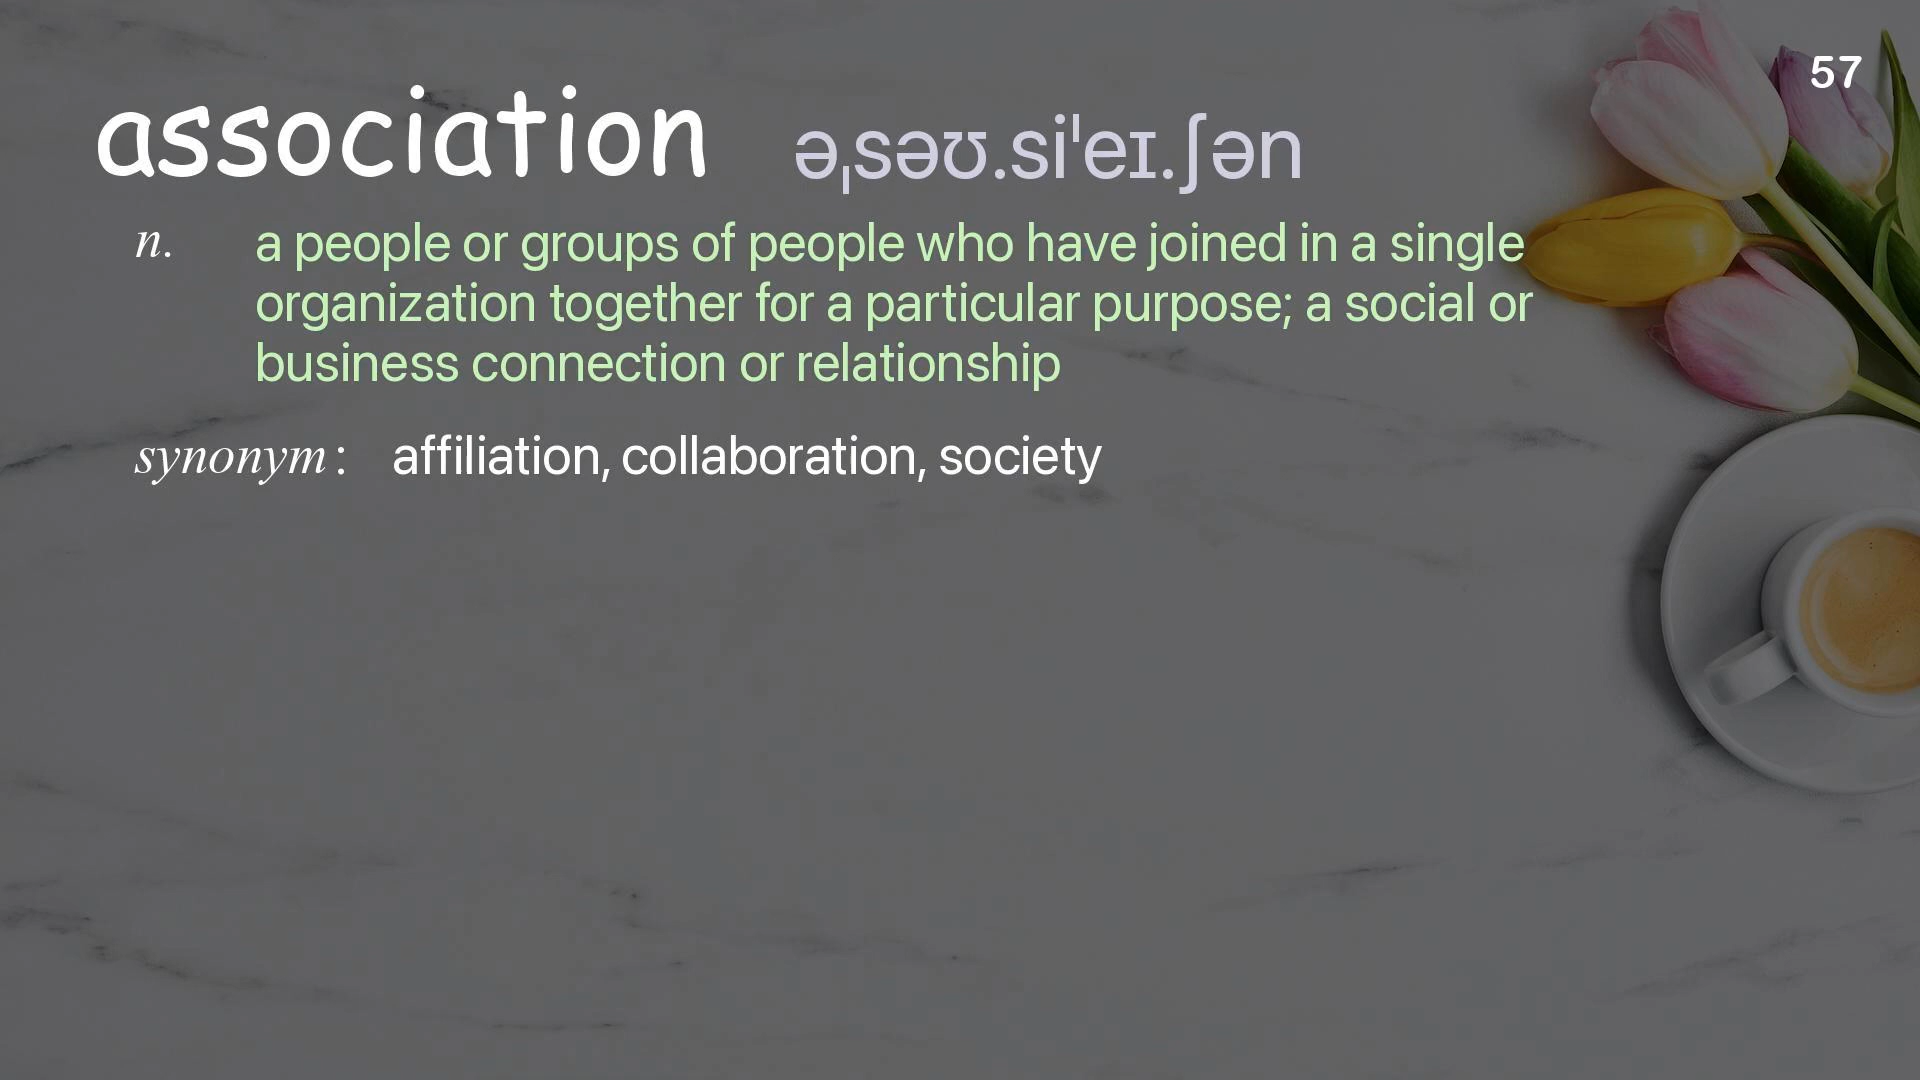 57
association əˌsəʊ.siˈeɪ.ʃən
n. a people or groups of people who have joined in a single
organization together for a particular purpose; a social or
business connection or relationship
synonym : affiliation, collaboration, society